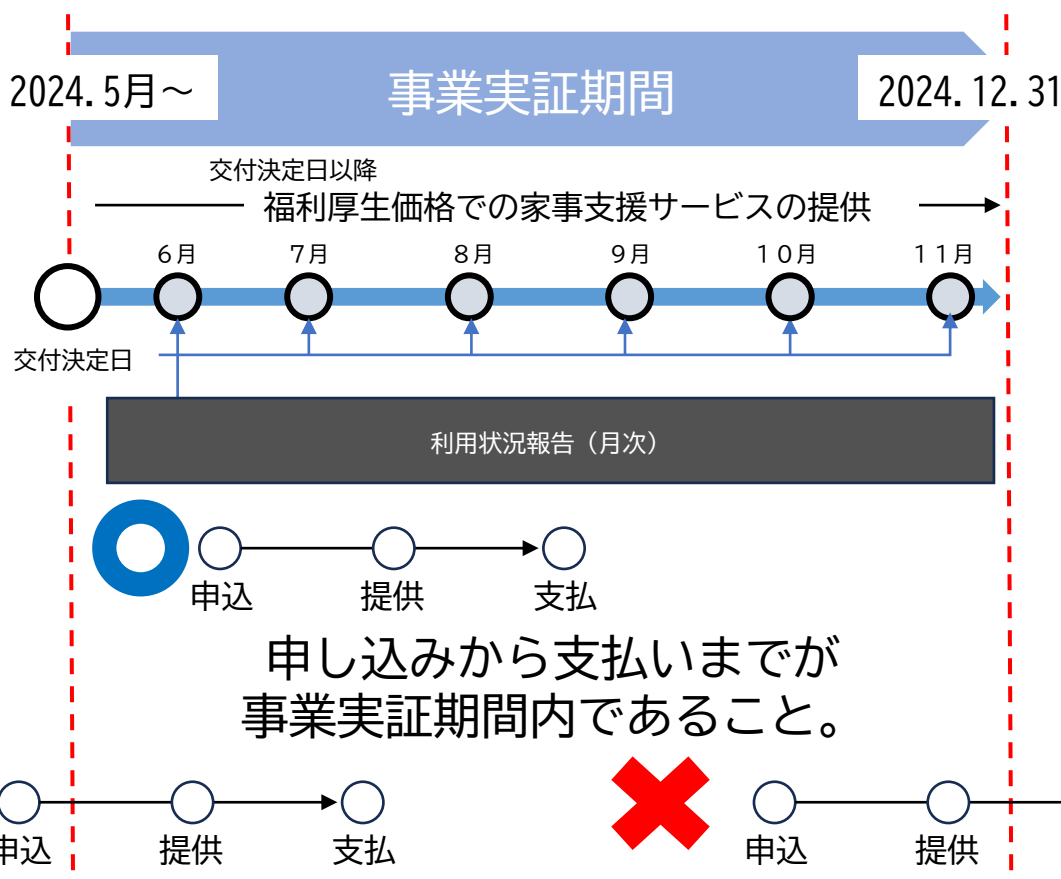 2024.5月～
事業実証期間
2024.12.31
交付決定日以降
福利厚生価格での家事支援サービスの提供
6月
7月
8月
9月
10月
11月
交付決定日
利用状況報告（月次）
申込
提供
支払
申し込みから支払いまでが
事業実証期間内であること。
申込
提供
支払
申込
提供